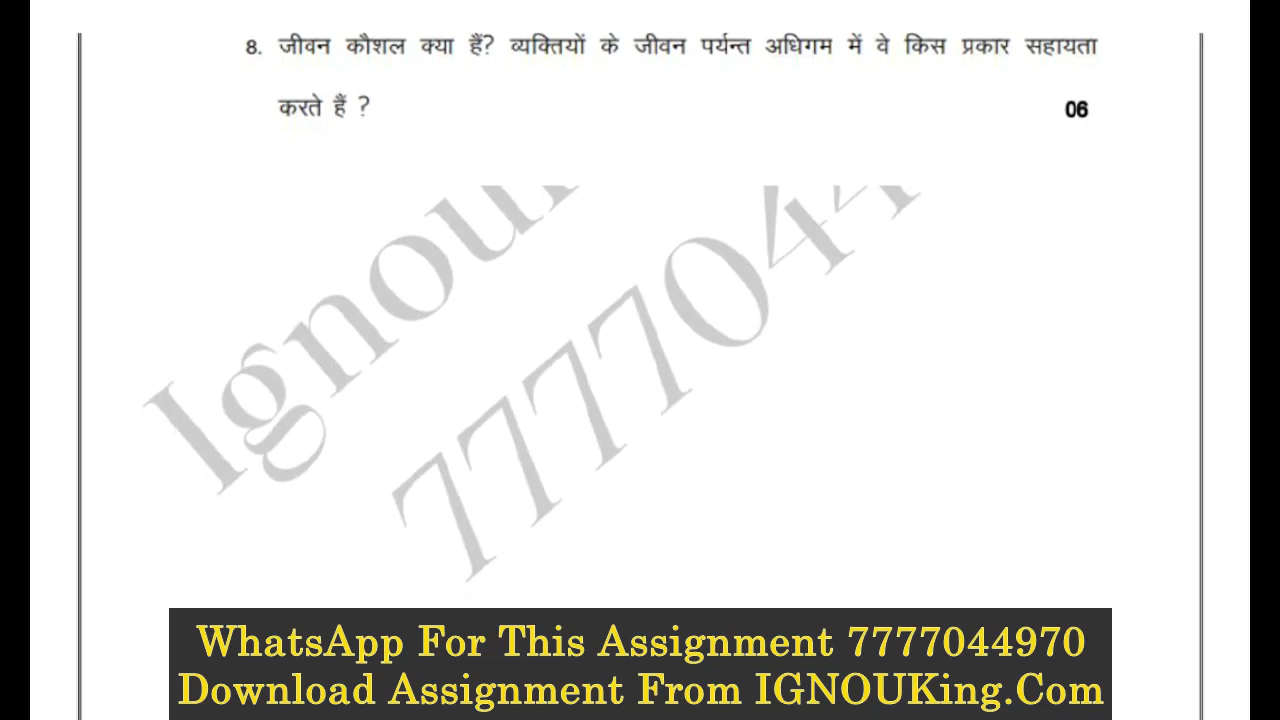 8. जीवन कौशल क्या हैं? व्यक्तियों के जीवन पर्यन्त अधिगम में वे किस प्रकार सहायता
करते हैं ? 06
Ignou
777044
WhatsApp For This Assignment 7777044970
Download Assignment From IGNOUKing.Com